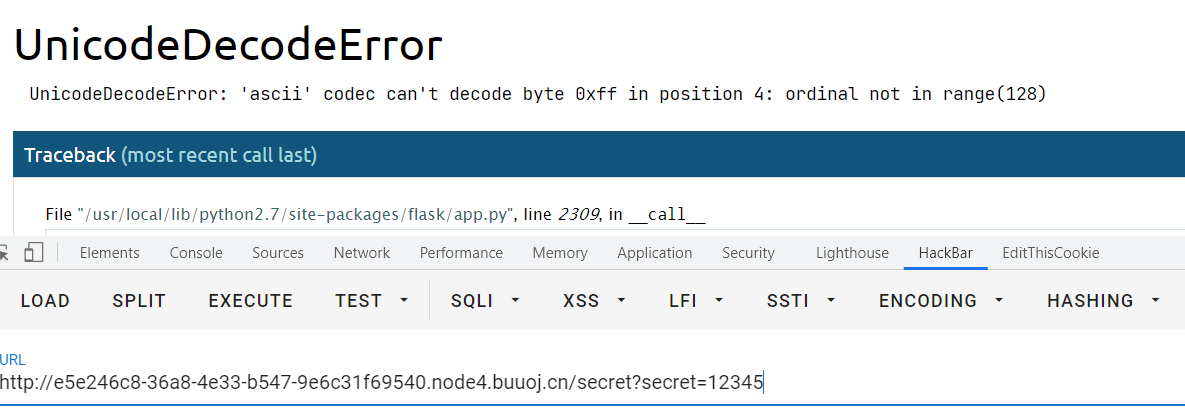 UnicodeDecodeError
UnicodeDecodeError: 'ascii' codec can't decode byte 0xff in position 4: ordinal not in range(128)
Traceback (most recent call last)
File "/usr/local/lib/python2.7/site-packages/flask/app.py", line 2309, in __call__
Elements Console Sources Network Performance Memory Application Security Lighthouse HackBar EditThisCookie
LOAD SPLIT EXECUTE TEST SQLI XSS LFI SSTI ENCODING HASHING
URL
http://e5e246c8-36a8-4e33-b547-9e6c31f69540.node4.buuoj.cn/secret?secret=12345